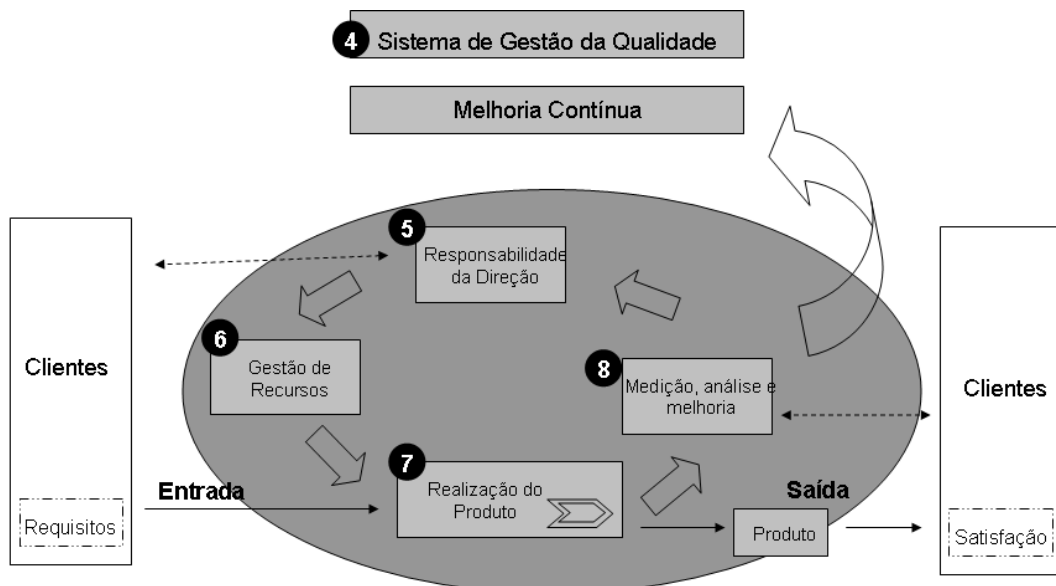 4 Sistema de Gestão da Qualidade
Melhoria Contínua
5
Responsabilidade
da Direção
6
Gestão de
Recursos
Clientes
8
Medição, análise e
melhoria
Clientes
7
Entrada
Realização do
Produto
Saída
Requisitos
Produto
Satisfação